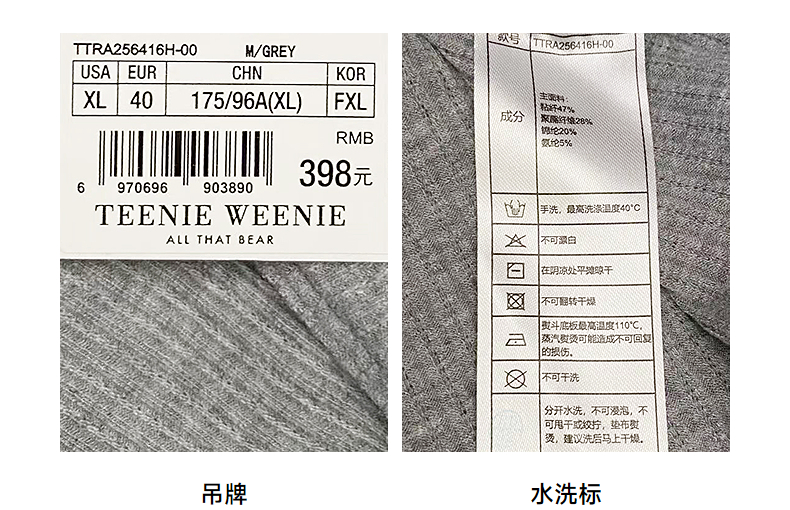 TTRA256416H-00 M/GREY
USA EUR CHN KOR
XL 40 175/96A(XL) FXL
RMB
398元
6 970696 903890
TEENIE WEENIE
ALL THAT BEAR
款号 TTRA256416H-00
成分
主面料:
粘纤47%
聚酯纤维28%
锦纶20%
氨纶5%
手洗，最高洗涤温度40°C
不可漂白
在阴凉处平摊晾干
不可翻转干燥
熨斗底板最高温度110°C，
蒸汽熨烫可能造成不可回复
的损伤。
不可干洗
分开水洗，不可浸泡，不
可甩干或绞拧，垫布熨
烫，建议洗后马上干燥。
吊牌
水洗标